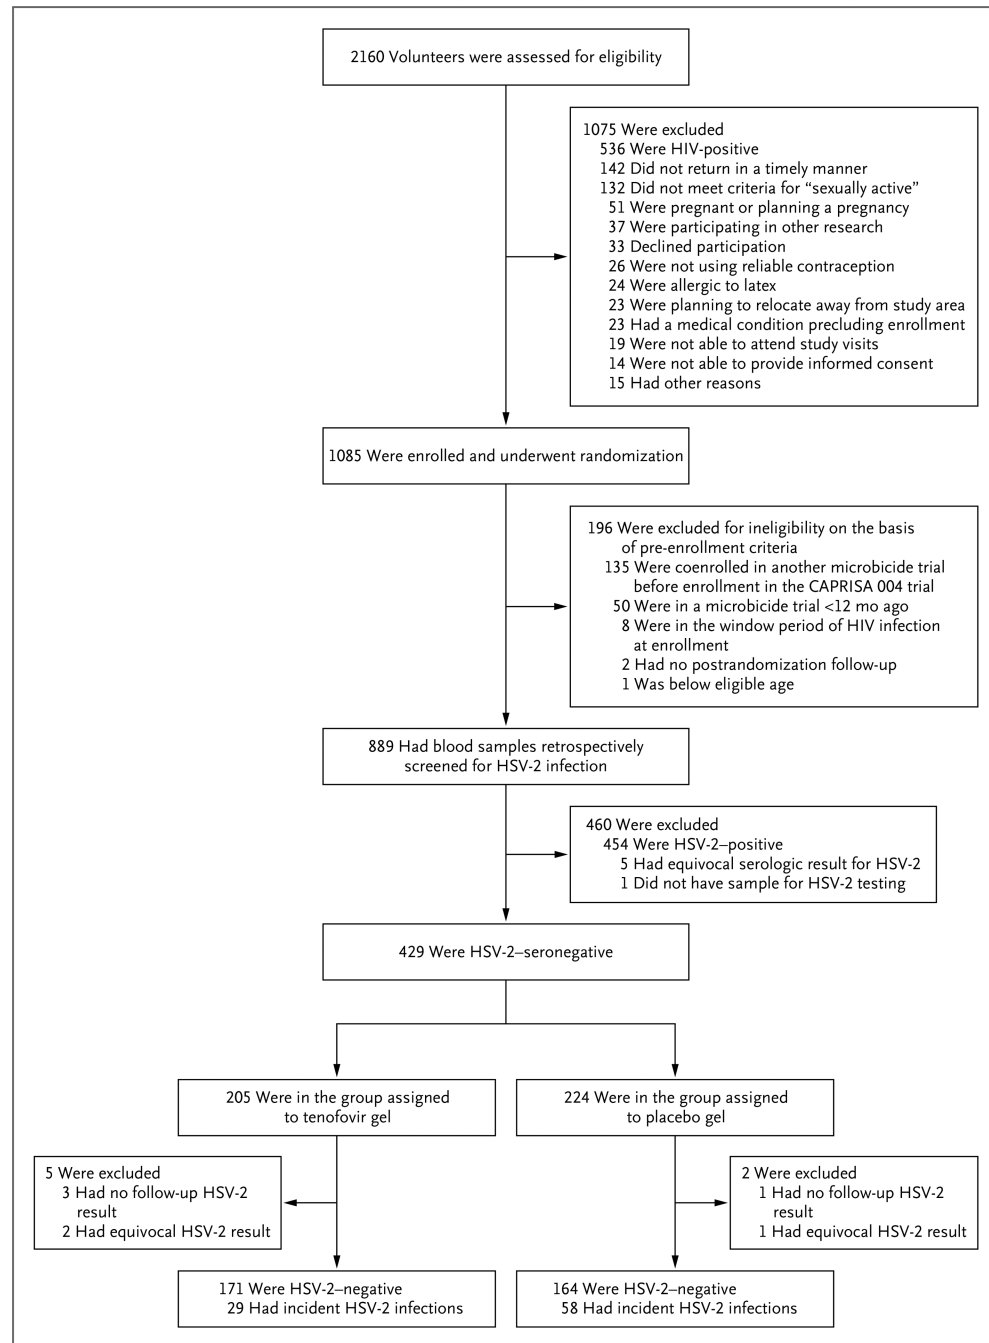 2160 Volunteers were assessed for eligibility
1075 Were excluded
536 Were HIV-positive
142 Did not return in a timely manner
132 Did not meet criteria for “sexually active”
51 Were pregnant or planning a pregnancy
37 Were participating in other research
33 Declined participation
26 Were not using reliable contraception
24 Were allergic to latex
23 Were planning to relocate away from study area
23 Had a medical condition precluding enrollment
19 Were not able to attend study visits
14 Were not able to provide informed consent
15 Had other reasons
1085 Were enrolled and underwent randomization
196 Were excluded for ineligibility on the basis
of pre-enrollment criteria
135 Were coenrolled in another microbicide trial
before enrollment in the CAPRISA 004 trial
50 Were in a microbicide trial <12 mo ago
8 Were in the window period of HIV infection
at enrollment
2 Had no postrandomization follow-up
1 Was below eligible age
889 Had blood samples retrospectively
screened for HSV-2 infection
460 Were excluded
454 Were HSV-2–positive
5 Had equivocal serologic result for HSV-2
1 Did not have sample for HSV-2 testing
429 Were HSV-2–seronegative
205 Were in the group assigned
to tenofovir gel
224 Were in the group assigned
to placebo gel
5 Were excluded
3 Had no follow-up HSV-2
result
2 Had equivocal HSV-2 result
2 Were excluded
1 Had no follow-up HSV-2
result
1 Had equivocal HSV-2 result
171 Were HSV-2–negative
29 Had incident HSV-2 infections
164 Were HSV-2–negative
58 Had incident HSV-2 infections